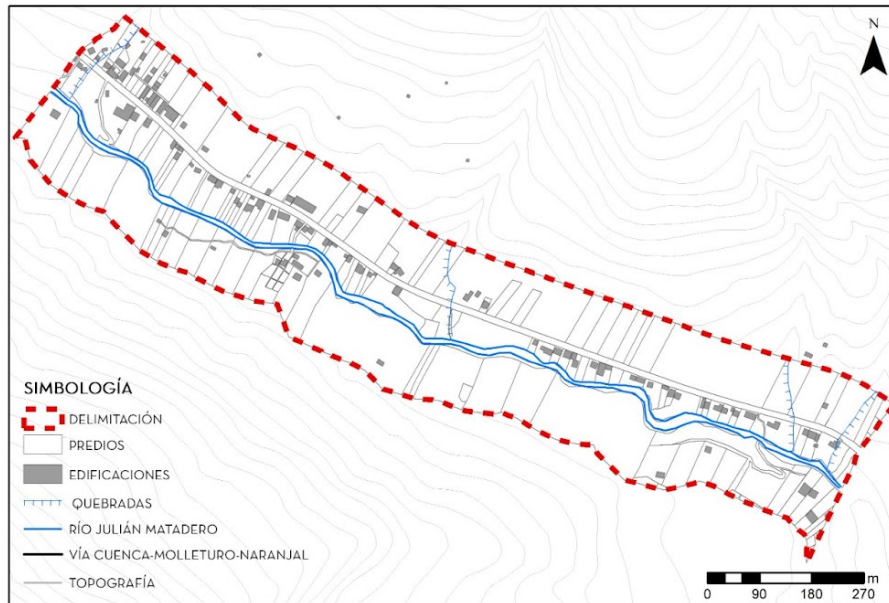 N
SIMBOLOGÍA
DELIMITACIÓN
PREDIOS
EDIFICACIONES
QUEBRADAS
RÍO JULIÁN MATADERO
VÍA CUENCA-MOLLETURO-NARANJAL
TOPOGRAFÍA
m
0 90 180 270